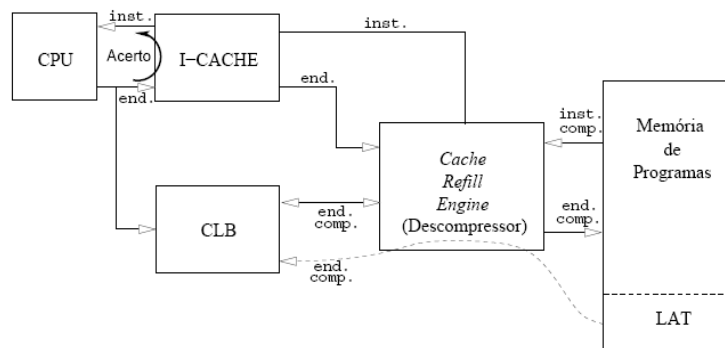 inst.
inst.
CPU
Acerto
I-CACHE
end.
end.
inst.
comp.
Memória
de
Programas
Cache
Refill
Engine
(Descompressor)
CLB
end.
comp.
end.
comp.
end.
comp.
LAT